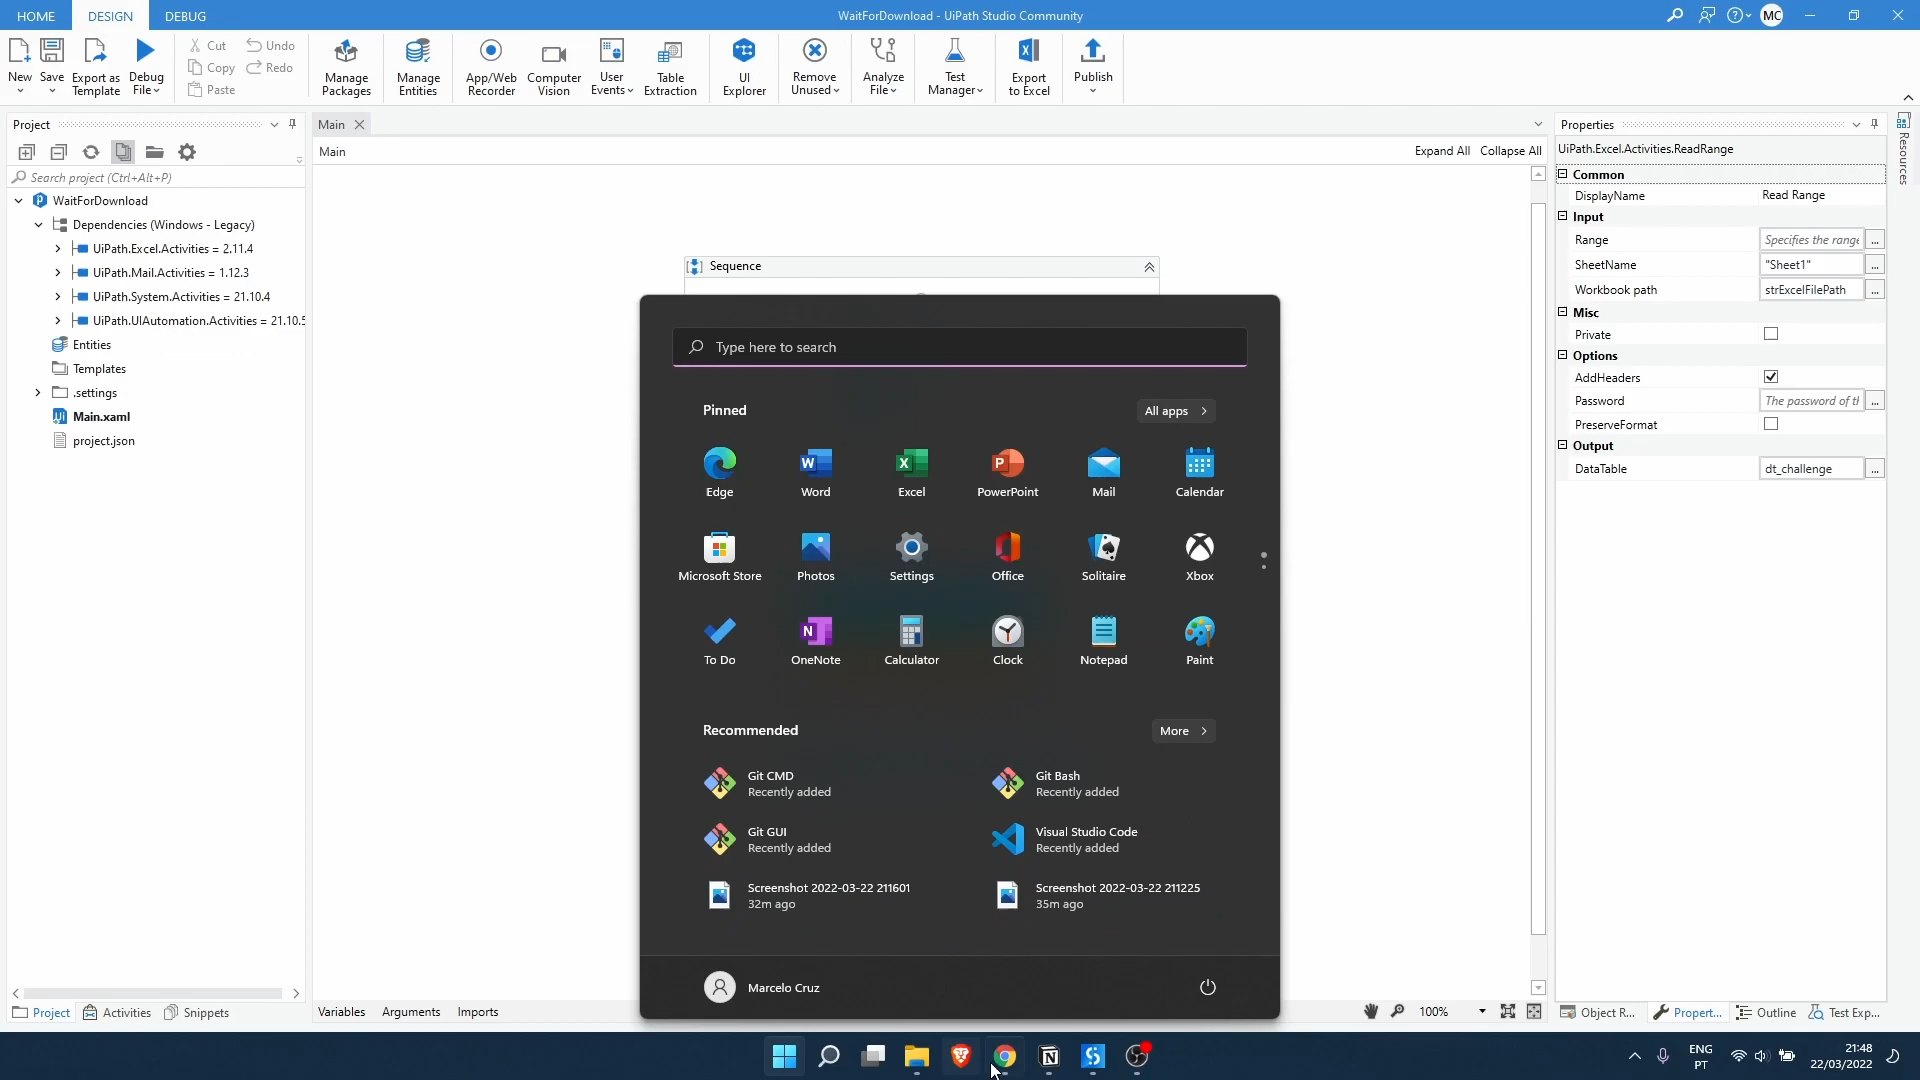 HOME DESIGN DEBUG WaitForDownload - UiPath Studio Community MC
New Save Export as Template Debug File Cut Copy Paste Undo Redo Manage Packages Manage Entities App/Web Recorder Computer Vision User Events Table Extraction UI Explorer Remove Unused Analyze File Test Manager Export to Excel Publish
Project
Search project (Ctrl+Alt+P)
WaitForDownload
Dependencies (Windows - Legacy)
UiPath.Excel.Activities = 2.11.4
UiPath.Mail.Activities = 1.12.3
UiPath.System.Activities = 21.10.4
UiPath.UIAutomation.Activities = 21.10.5
Entities
Templates
.settings
Main.xaml
project.json
Project Activities Snippets
Main
Main Expand All Collapse All
Sequence
Type here to search
Pinned All apps
Edge Word Excel PowerPoint Mail Calendar
Microsoft Store Photos Settings Office Solitaire Xbox
To Do OneNote Calculator Clock Notepad Paint
Recommended More
Git CMD
Recently added
Git Bash
Recently added
Git GUI
Recently added
Visual Studio Code
Recently added
Screenshot 2022-03-22 211601
32m ago
Screenshot 2022-03-22 211225
35m ago
Marcelo Cruz
Variables Arguments Imports 100%
Properties
UiPath.Excel.Activities.ReadRange
Common
DisplayName Read Range
Input
Range Specifies the range ...
SheetName "Sheet1" ...
Workbook path strExcelFilePath ...
Misc
Private
Options
AddHeaders
Password The password of th ...
PreserveFormat
Output
DataTable dt_challenge ...
Resources
Object R... Propert... Outline Test Exp...
ENG
PT
21:48
22/03/2022